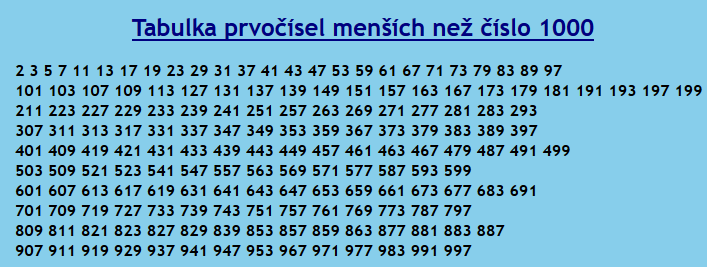 Tabulka prvočísel menších než číslo 1000
2 3 5 7 11 13 17 19 23 29 31 37 41 43 47 53 59 61 67 71 73 79 83 89 97
101 103 107 109 113 127 131 137 139 149 151 157 163 167 173 179 181 191 193 197 199
211 223 227 229 233 239 241 251 257 263 269 271 277 281 283 293
307 311 313 317 331 337 347 349 353 359 367 373 379 383 389 397
401 409 419 421 431 433 439 443 449 457 461 463 467 479 487 491 499
503 509 521 523 541 547 557 563 569 571 577 587 593 599
601 607 613 617 619 631 641 643 647 653 659 661 673 677 683 691
701 709 719 727 733 739 743 751 757 761 769 773 787 797
809 811 821 823 827 829 839 853 857 859 863 877 881 883 887
907 911 919 929 937 941 947 953 967 971 977 983 991 997